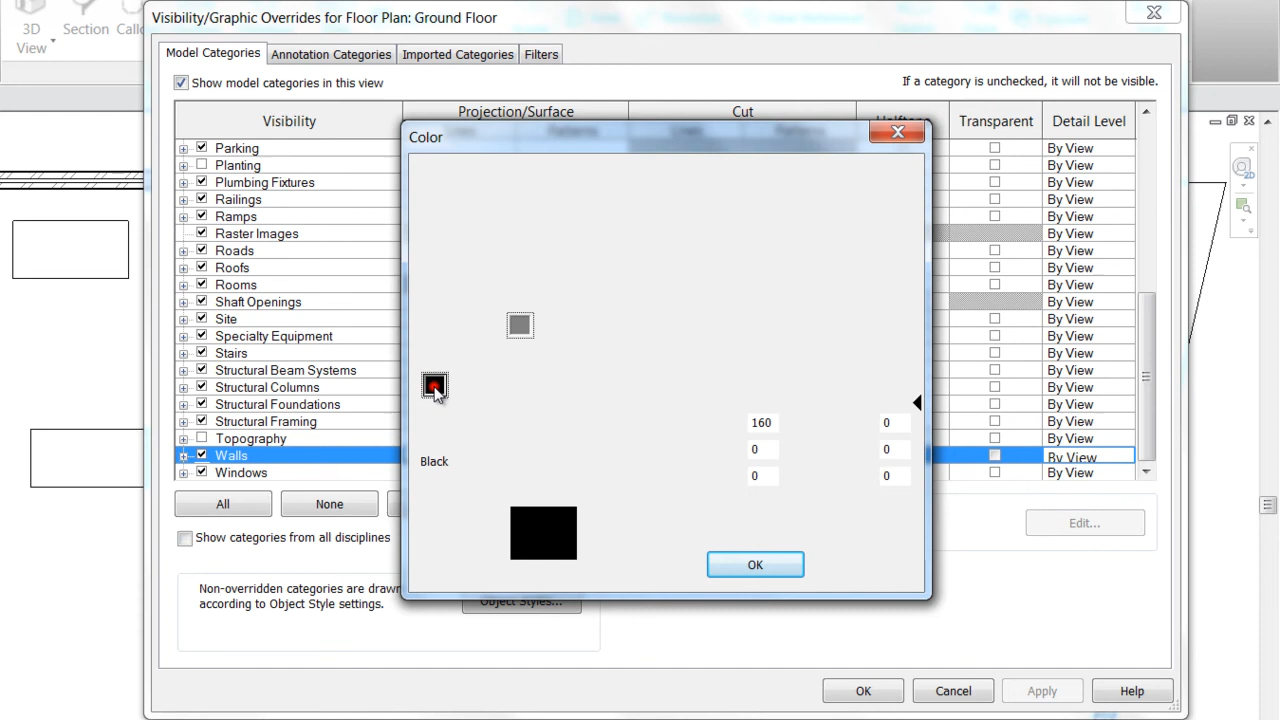 Visibility/Graphic Overrides for Floor Plan: Ground Floor
3D
View
Section
Model Categories
Annotation Categories
Imported Categories
Filters
Show model categories in this view
If a category is unchecked, it will not be visible.
Visibility
Projection/Surface
Cut
Transparent
Detail Level
Parking By View
Planting By View
Plumbing Fixtures By View
Railings By View
Ramps By View
Raster Images By View
Roads By View
Roofs By View
Rooms By View
Shaft Openings By View
Site By View
Specialty Equipment By View
Stairs By View
Structural Beam Systems By View
Structural Columns By View
Structural Foundations By View
Structural Framing By View
Topography By View
Walls By View
Windows By View
Color
160 0
0 0
0 0
Black
OK
All
None
Show categories from all disciplines
Edit...
Non-overridden categories are drawn
according to Object Style settings.
Object Styles...
OK
Cancel
Apply
Help
2D